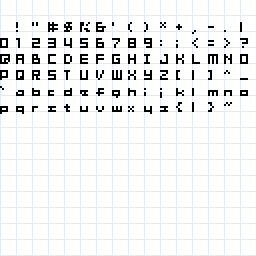 ! " # $ % & ' ( ) * + , - . /
0 1 2 3 4 5 6 7 8 9 : ; < = > ?
@ A B C D E F G H I J K L M N O
P Q R S T U V W X Y Z [ \ ] ^ _
` a b c d e f g h i j k l m n o
p q r s t u v w x y z { | } ~